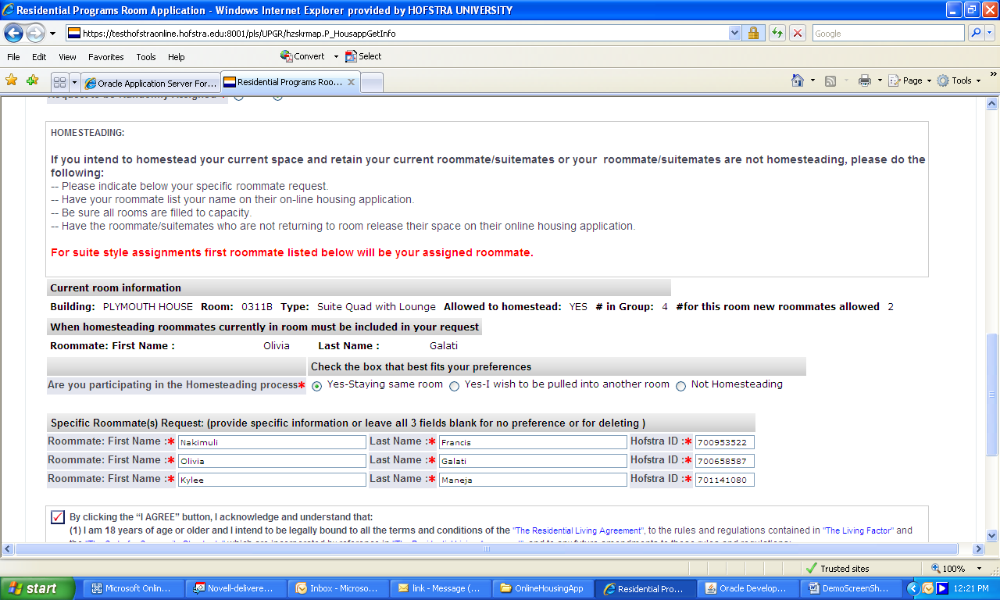 Residential Programs Room Application - Windows Internet Explorer provided by HOFSTRA UNIVERSITY
https://testhofstraonline.hofstra.edu:8001/pls/UPGR/hzskrmap.P_HousappGetInfo
Google
File Edit View Favorites Tools Help Convert Select
Oracle Application Server For... Residential Programs Roo... Page Tools
Request to be Randomly Assigned
HOMESTEADING:
If you intend to homestead your current space and retain your current roommate/suitemates or your roommate/suitemates are not homesteading, please do the
following:
-- Please indicate below your specific roommate request.
-- Have your roommate list your name on their on-line housing application.
-- Be sure all rooms are filled to capacity.
-- Have the roommate/suitemates who are not returning to room release their space on their online housing application.
For suite style assignments first roommate listed below will be your assigned roommate.
Current room information
Building: PLYMOUTH HOUSE Room: 0311B Type: Suite Quad with Lounge Allowed to homestead: YES # in Group: 4 #for this room new roommates allowed 2
When homesteading roommates currently in room must be included in your request
Roommate: First Name : Olivia Last Name : Galati
Check the box that best fits your preferences
Are you participating in the Homesteading process* Yes-Staying same room Yes-I wish to be pulled into another room Not Homesteading
Specific Roommate(s) Request: (provide specific information or leave all 3 fields blank for no preference or for deleting )
Roommate: First Name :* Nakimuli Last Name :* Francis Hofstra ID :* 700953522
Roommate: First Name :* Olivia Last Name :* Galati Hofstra ID :* 700658587
Roommate: First Name :* Kylee Last Name :* Maneja Hofstra ID :* 701141080
By clicking the “I AGREE” button, I acknowledge and understand that:
(1) I am 18 years of age or older and I intend to be legally bound to all the terms and conditions of the "The Residential Living Agreement", to the rules and regulations contained in "The Living Factor" and
Trusted sites 100%
start Microsoft Onlin... Novell-delivere... Inbox - Microso... link - Message (... OnlineHousingApp Residential Pro... Oracle Develop... DemoScreenSh... 12:21 PM